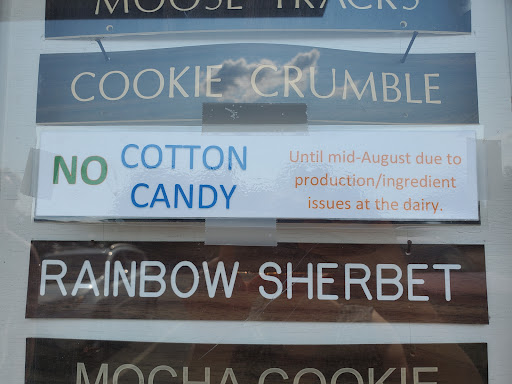 MOOSE TRACKS
COOKIE CRUMBLE
NO COTTON CANDY
Until mid-August due to
production/ingredient
issues at the dairy.
RAINBOW SHERBET
MOCHA COOKIE